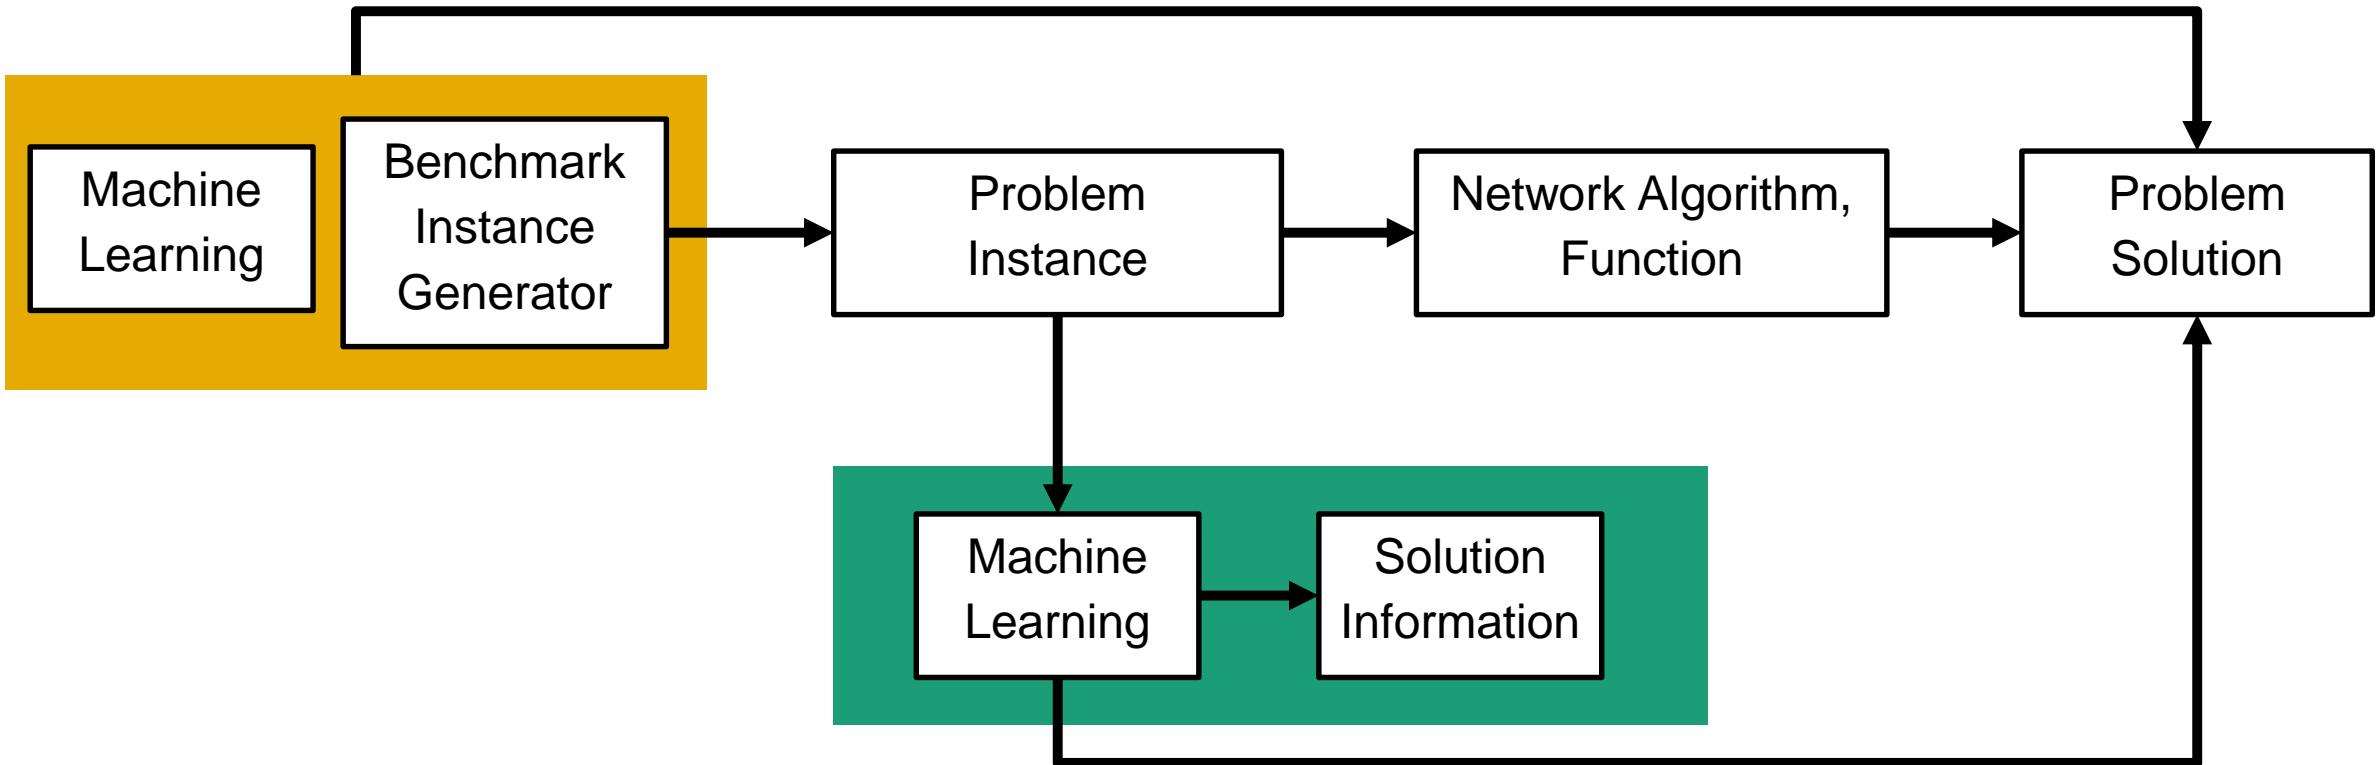 Machine
Learning
Benchmark
Instance
Generator
Problem
Instance
Network Algorithm,
Function
Problem
Solution
Machine
Learning
Solution
Information